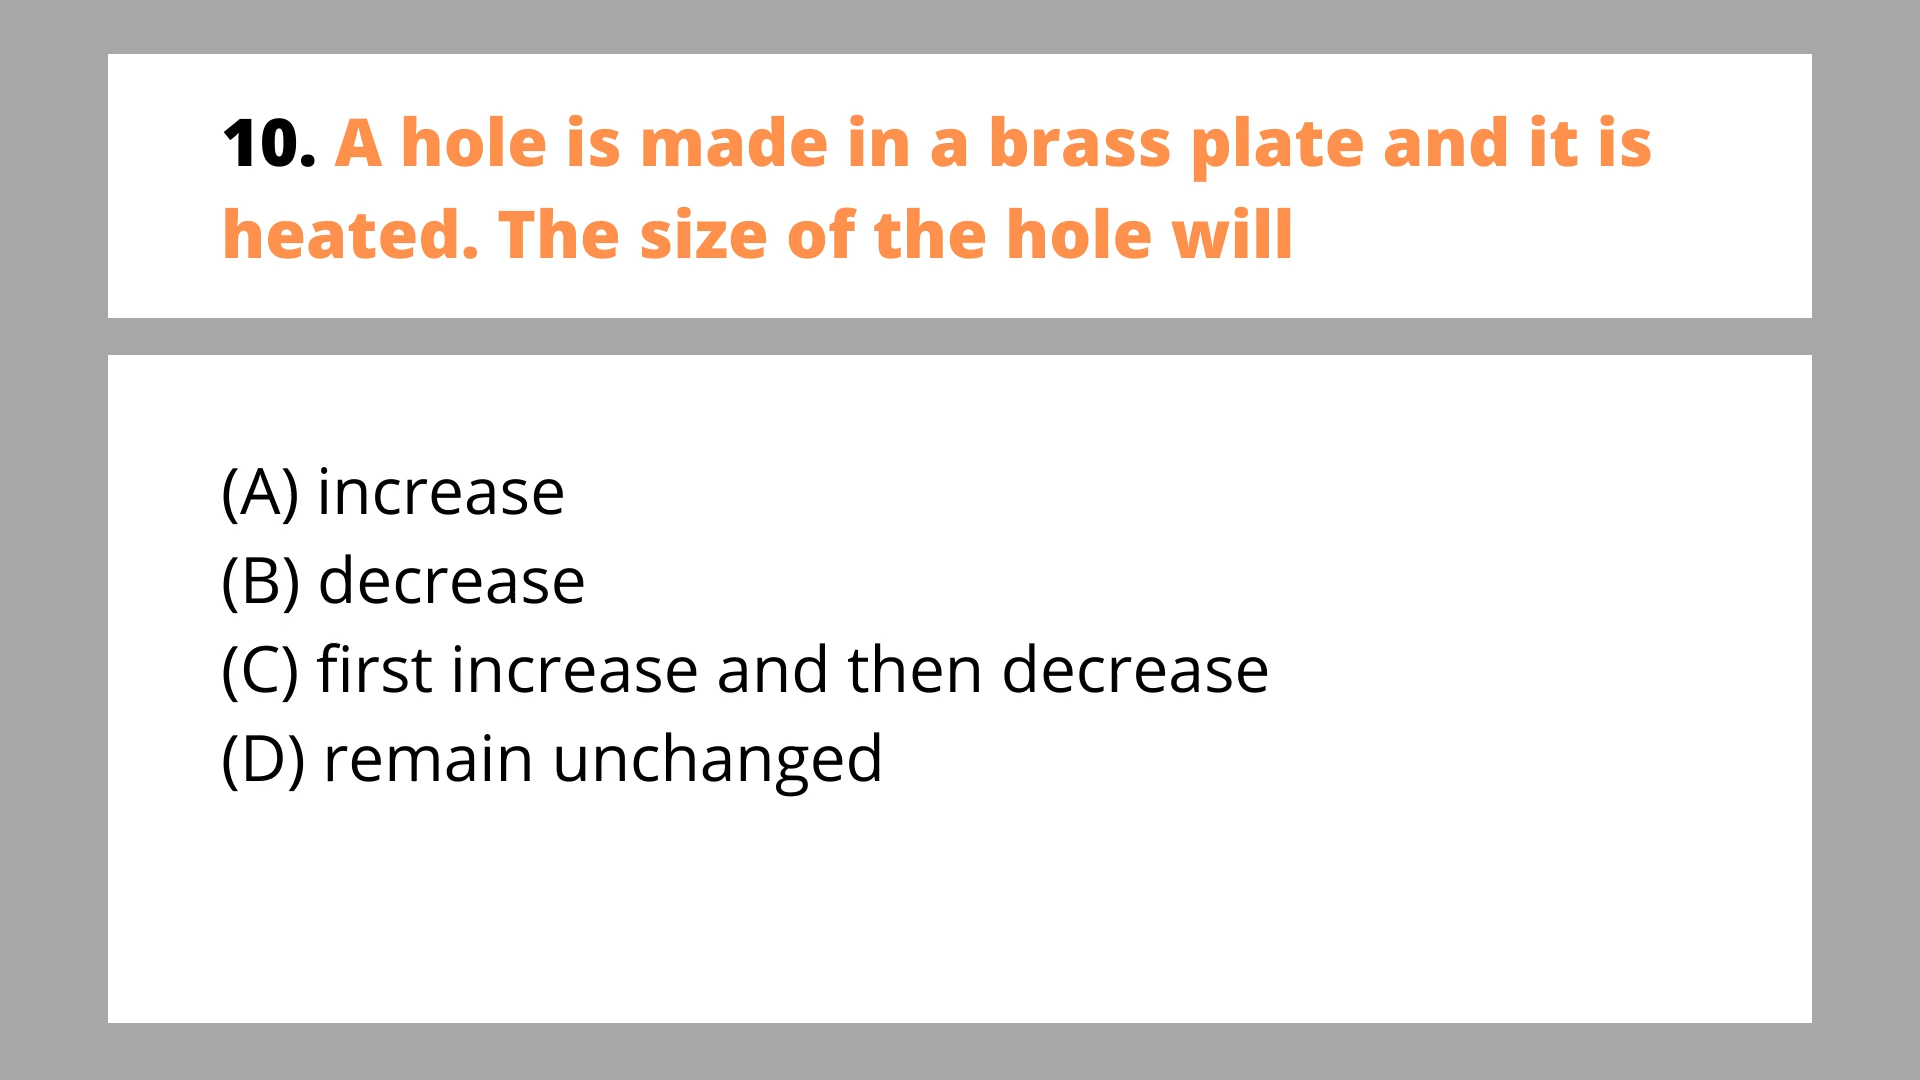 10. A hole is made in a brass plate and it is
heated. The size of the hole will
(A) increase
(B) decrease
(C) first increase and then decrease
(D) remain unchanged